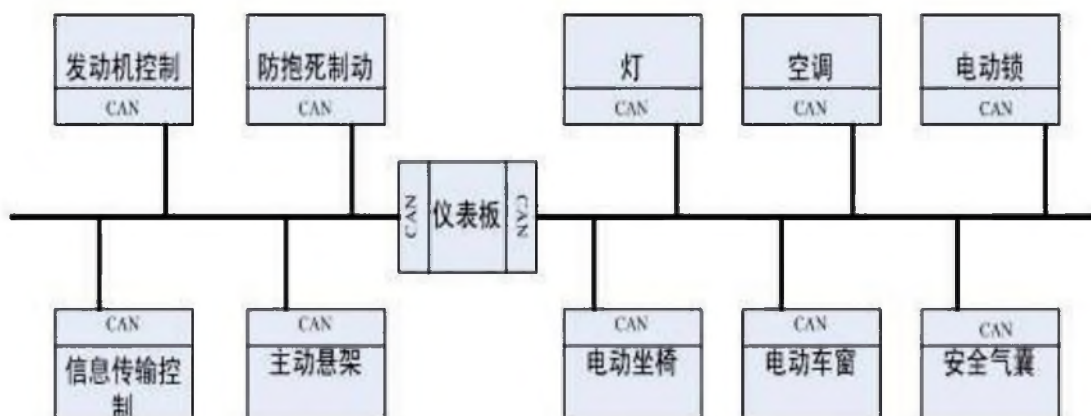 发动机控制
CAN
防抱死制动
CAN
灯
CAN
空调
CAN
电动锁
CAN
CAN
仪表板
CAN
CAN
信息传输控
制
CAN
主动悬架
CAN
电动坐椅
CAN
电动车窗
CAN
安全气囊